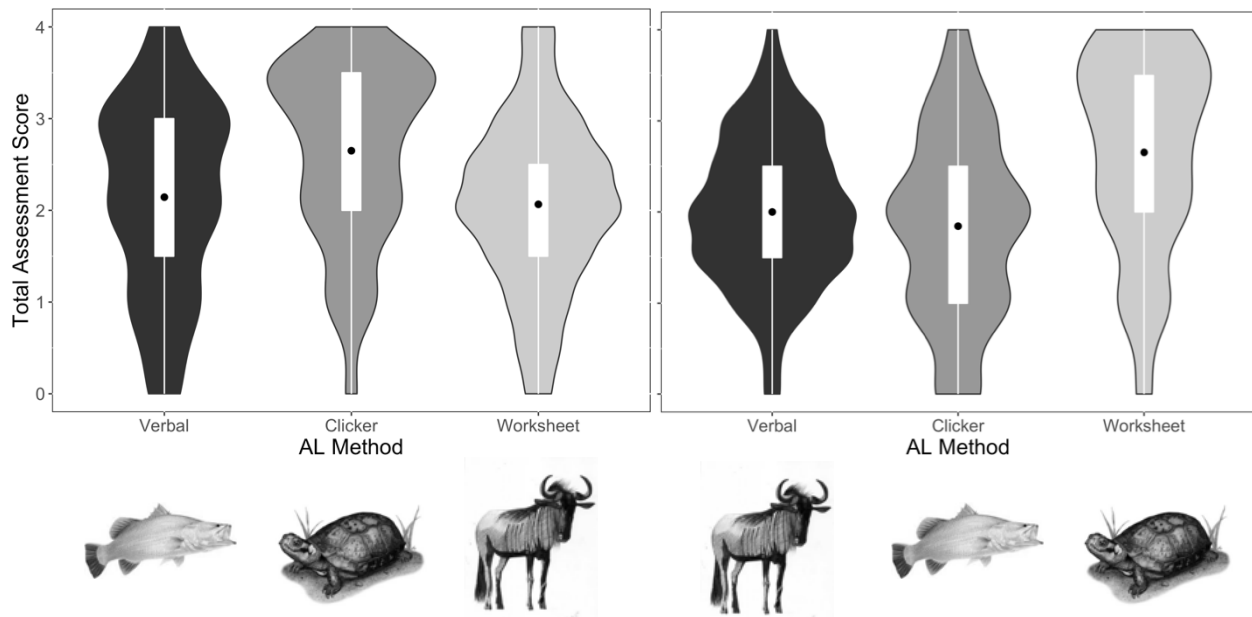 Total Assessment Score
4
3
2
1
0
Verbal Clicker Worksheet
AL Method
Verbal Clicker Worksheet
AL Method